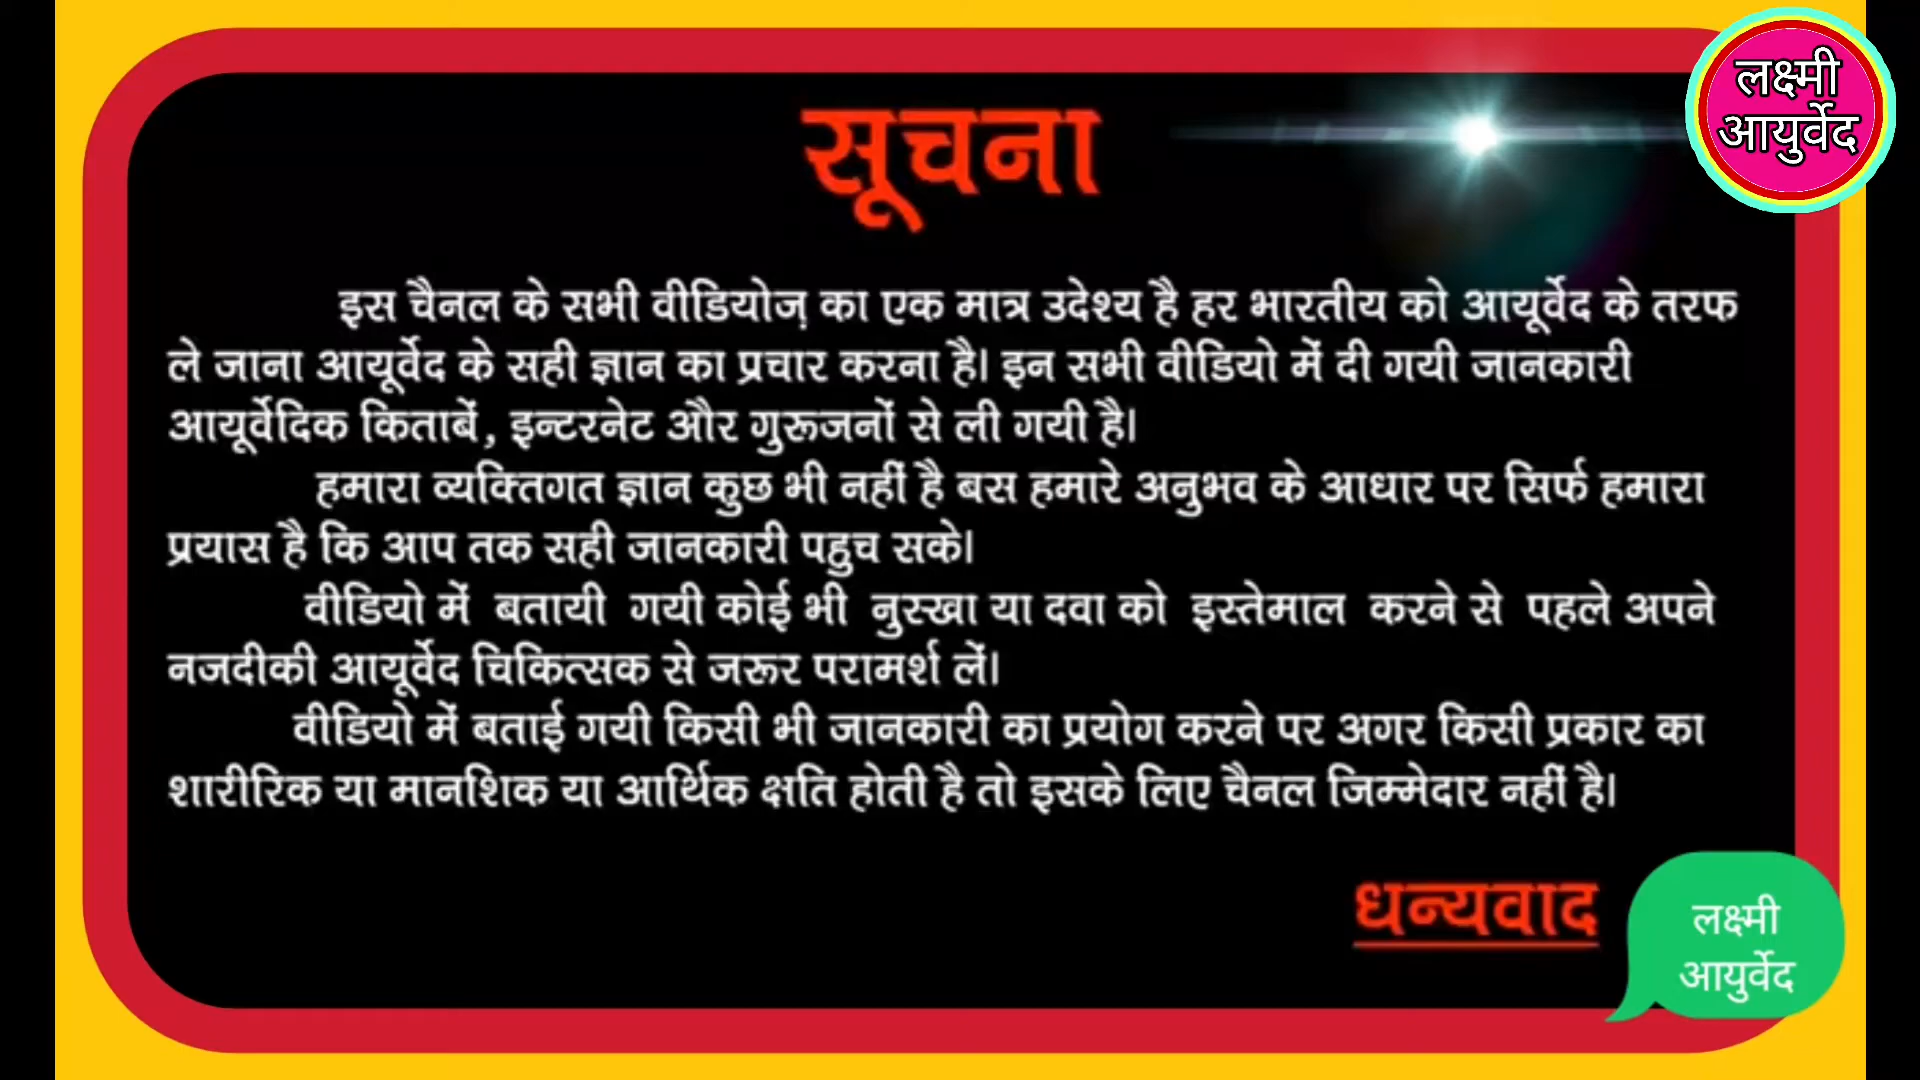 लक्ष्मी
आयुर्वेद
सूचना
इस चैनल के सभी वीडियोज़ का एक मात्र उदेश्य है हर भारतीय को आयूर्वेद के तरफ
ले जाना आयूर्वेद के सही ज्ञान का प्रचार करना है। इन सभी वीडियो में दी गयी जानकारी
आयूर्वेदिक किताबें, इन्टरनेट और गुरूजनों से ली गयी है।
हमारा व्यक्तिगत ज्ञान कुछ भी नहीं है बस हमारे अनुभव के आधार पर सिर्फ हमारा
प्रयास है कि आप तक सही जानकारी पहुच सके।
वीडियो में बतायी गयी कोई भी नुस्खा या दवा को इस्तेमाल करने से पहले अपने
नजदीकी आयूर्वेद चिकित्सक से जरूर परामर्श लें।
वीडियो में बताई गयी किसी भी जानकारी का प्रयोग करने पर अगर किसी प्रकार का
शारीरिक या मानशिक या आर्थिक क्षति होती है तो इसके लिए चैनल जिम्मेदार नहीं है।
धन्यवाद
लक्ष्मी
आयुर्वेद